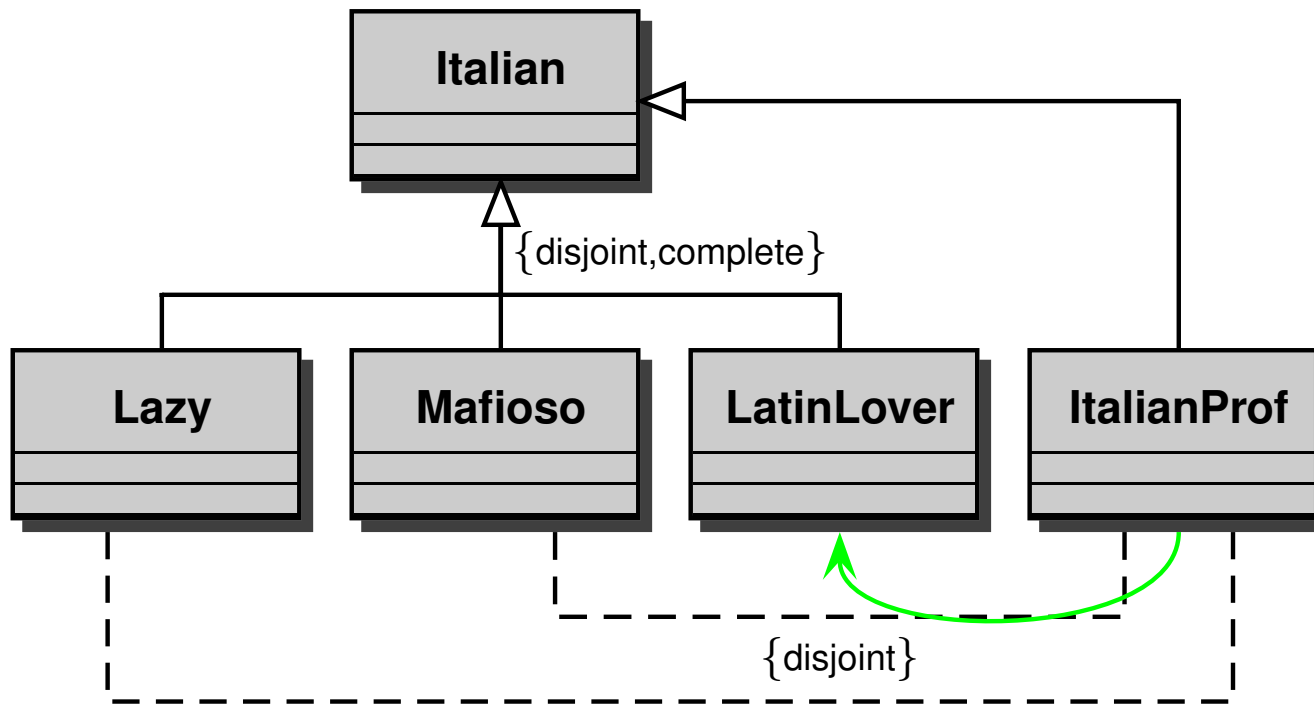 Italian
{disjoint,complete}
Lazy
Mafioso
LatinLover
ItalianProf
{disjoint}